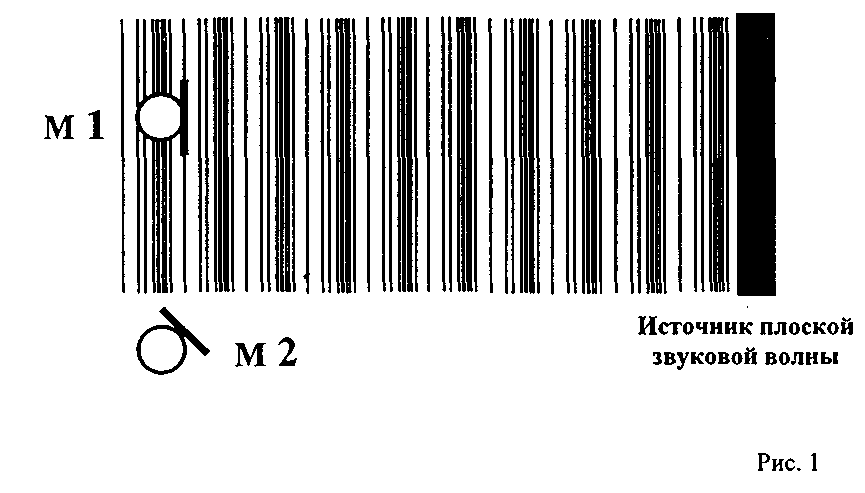 М 1
М 2
Источник плоской
звуковой волны
Рис. 1